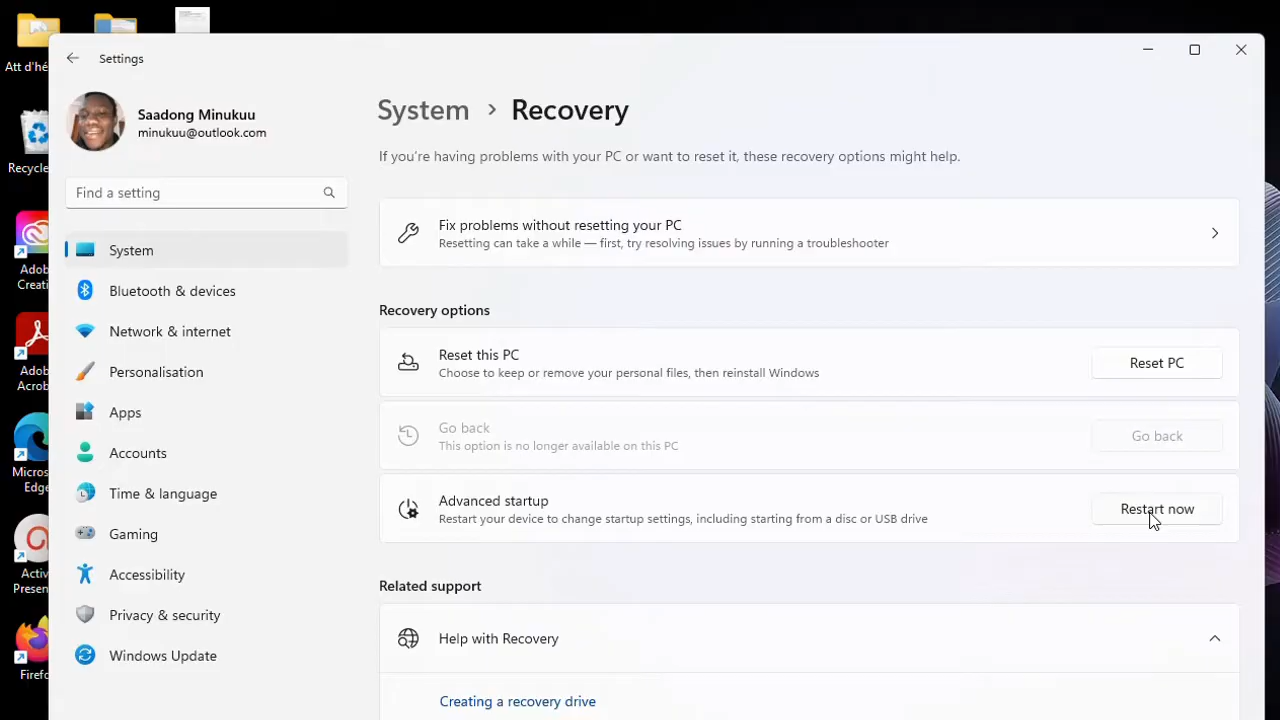 Att d'hé
Recycle
Adob
Creati
Adob
Acrob
Micros
Edge
Activ
Presen
Firefc
Settings
Saadong Minukuu
minukuu@outlook.com
Find a setting
System
Bluetooth & devices
Network & internet
Personalisation
Apps
Accounts
Time & language
Gaming
Accessibility
Privacy & security
Windows Update
System > Recovery
If you're having problems with your PC or want to reset it, these recovery options might help.
Fix problems without resetting your PC
Resetting can take a while — first, try resolving issues by running a troubleshooter
Recovery options
Reset this PC
Choose to keep or remove your personal files, then reinstall Windows
Reset PC
Go back
This option is no longer available on this PC
Go back
Advanced startup
Restart your device to change startup settings, including starting from a disc or USB drive
Restart now
Related support
Help with Recovery
Creating a recovery drive